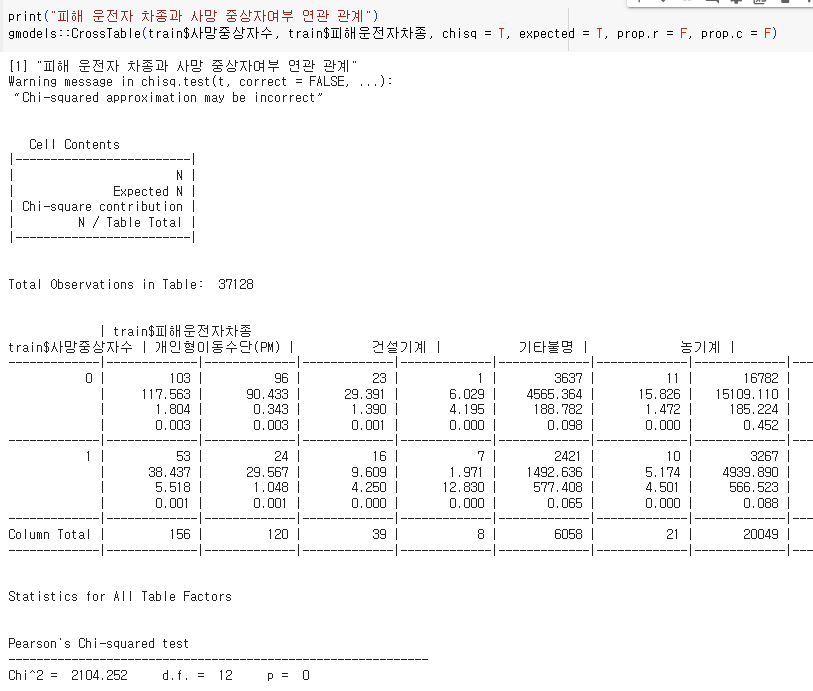 print("피해 운전자 차종과 사망 중상자여부 연관 관계")
gmodels::CrossTable(train$사망중상자수, train$피해운전자차종, chisq = T, expected = T, prop.r = F, prop.c = F)
[1] "피해 운전자 차종과 사망 중상자여부 연관 관계"
Warning message in chisq.test(t, correct = FALSE, ...):
“Chi-squared approximation may be incorrect”
Cell Contents
|-------------------------|
| N |
| Expected N |
| Chi-square contribution |
| N / Table Total |
|-------------------------|
Total Observations in Table: 37128
| train$피해운전자차종
train$사망중상자수 | 개인형이동수단(PM) | 건설기계 | 기타불명 | 농기계 |
-------------|-------------|-------------|-------------|-------------|-------------|-------------|-------------|---
0 | 103 | 96 | 23 | 1 | 3637 | 11 | 16782 |
| 117.563 | 90.433 | 29.391 | 6.029 | 4565.364 | 15.826 | 15109.110 |
| 1.804 | 0.343 | 1.390 | 4.195 | 188.782 | 1.472 | 185.224 |
| 0.003 | 0.003 | 0.001 | 0.000 | 0.098 | 0.000 | 0.452 |
-------------|-------------|-------------|-------------|-------------|-------------|-------------|-------------|---
1 | 53 | 24 | 16 | 7 | 2421 | 10 | 3267 |
| 38.437 | 29.567 | 9.609 | 1.971 | 1492.636 | 5.174 | 4939.890 |
| 5.518 | 1.048 | 4.250 | 12.830 | 577.408 | 4.501 | 566.523 |
| 0.001 | 0.001 | 0.000 | 0.000 | 0.065 | 0.000 | 0.088 |
-------------|-------------|-------------|-------------|-------------|-------------|-------------|-------------|---
Column Total | 156 | 120 | 39 | 8 | 6058 | 21 | 20049 |
-------------|-------------|-------------|-------------|-------------|-------------|-------------|-------------|---
Statistics for All Table Factors
Pearson's Chi-squared test
------------------------------------------------------------
Chi^2 = 2104.252 d.f. = 12 p = 0